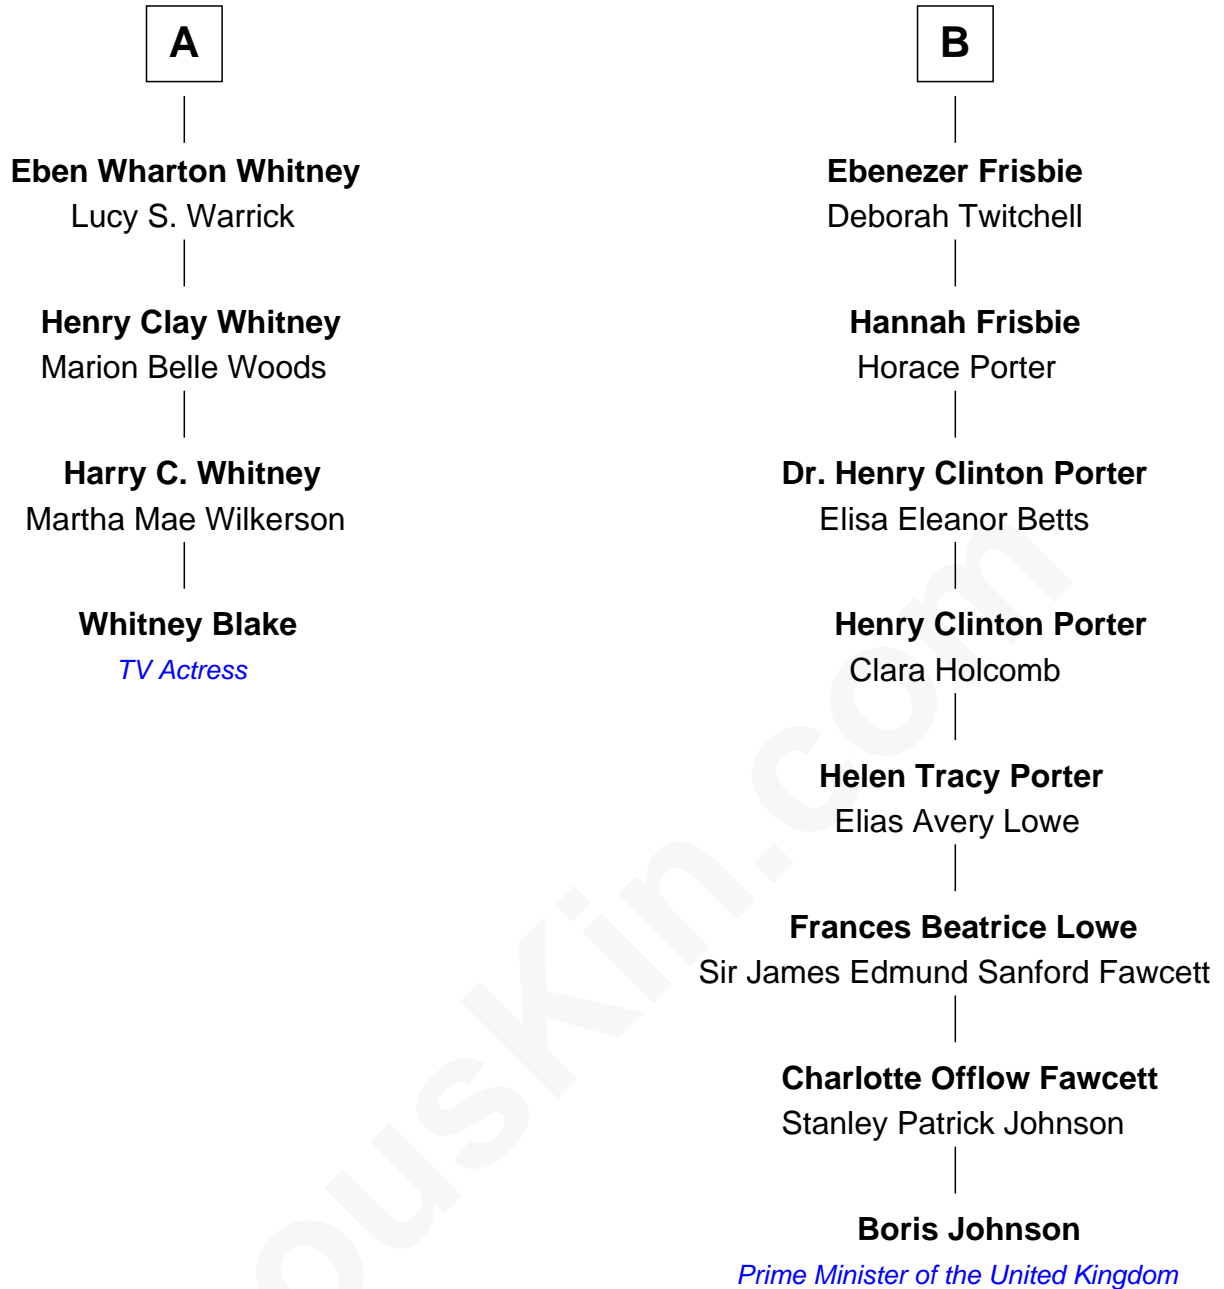 A
Eben Wharton Whitney
Lucy S. Warrick
Henry Clay Whitney
Marion Belle Woods
Harry C. Whitney
Martha Mae Wilkerson
Whitney Blake
TV Actress
B
Ebenezer Frisbie
Deborah Twitchell
Hannah Frisbie
Horace Porter
Dr. Henry Clinton Porter
Elisa Eleanor Betts
Henry Clinton Porter
Clara Holcomb
Helen Tracy Porter
Elias Avery Lowe
Frances Beatrice Lowe
Sir James Edmund Sanford Fawcett
Charlotte Offlow Fawcett
Stanley Patrick Johnson
Boris Johnson
Prime Minister of the United Kingdom
ousKin.com